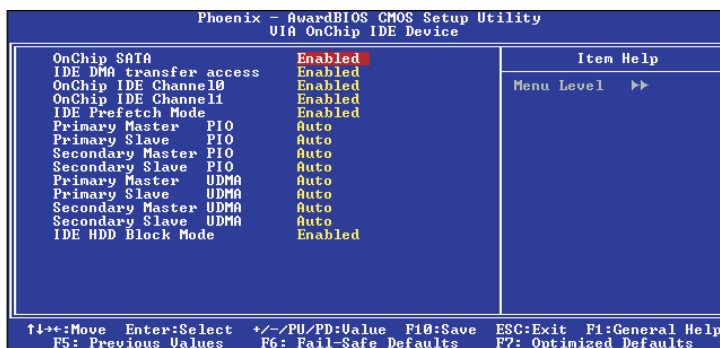 Phoenix - AwardBIOS CMOS Setup Utility
VIA OnChip IDE Device
OnChip SATA Enabled
IDE DMA transfer access Enabled
OnChip IDE Channel0 Enabled
OnChip IDE Channel1 Enabled
IDE Prefetch Mode Enabled
Primary Master PIO Auto
Primary Slave PIO Auto
Secondary Master PIO Auto
Secondary Slave PIO Auto
Primary Master UDMA Auto
Primary Slave UDMA Auto
Secondary Master UDMA Auto
Secondary Slave UDMA Auto
IDE HDD Block Mode Enabled
Item Help
Menu Level ▶▶
↑↓→←:Move Enter:Select +/-/PU/PD:Value F10:Save ESC:Exit F1:General Help
F5: Previous Values F6: Fail-Safe Defaults F7: Optimized Defaults